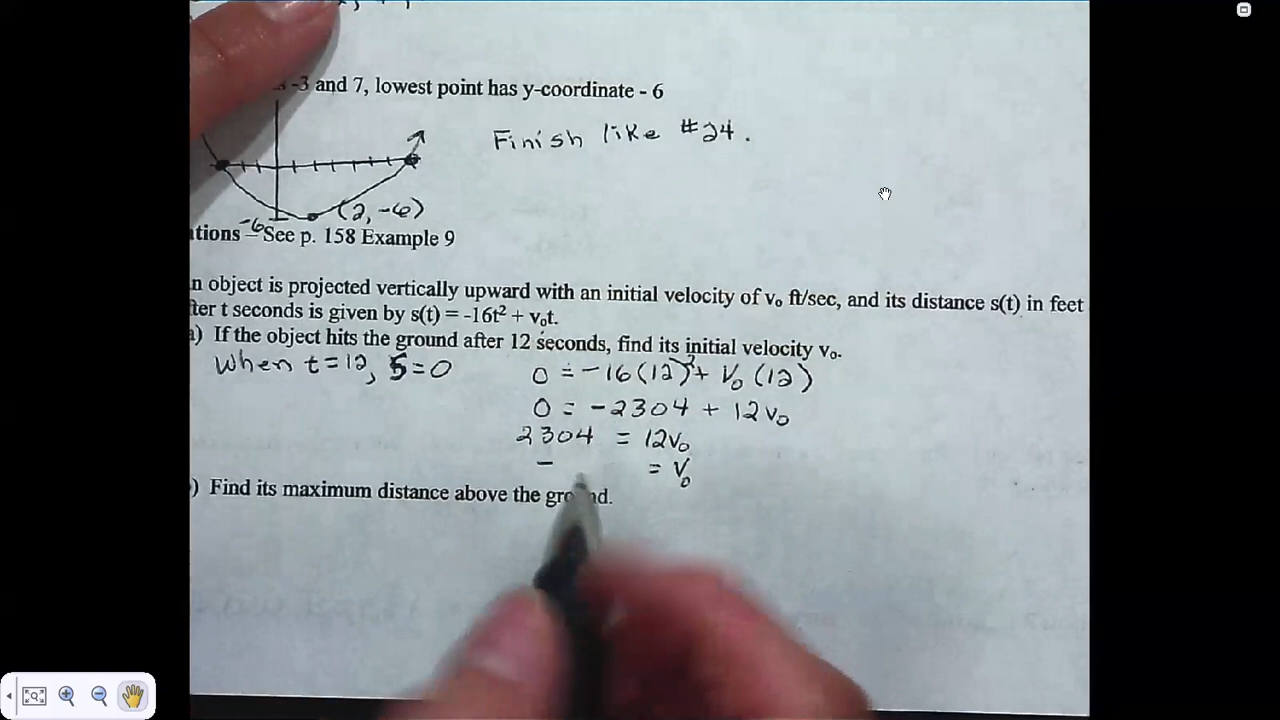 -3 and 7, lowest point has y-coordinate - 6
Finish like #24.
(2, -6)
-6
See p. 158 Example 9
object is projected vertically upward with an initial velocity of v₀ ft/sec, and its distance s(t) in feet
t seconds is given by s(t) = -16t² + v₀t.
) If the object hits the ground after 12 seconds, find its initial velocity v₀.
When t=12, S=0
0 = -16(12)² + V₀(12)
0 = -2304 + 12v₀
2304 = 12v₀
- = V₀
) Find its maximum distance above the ground.